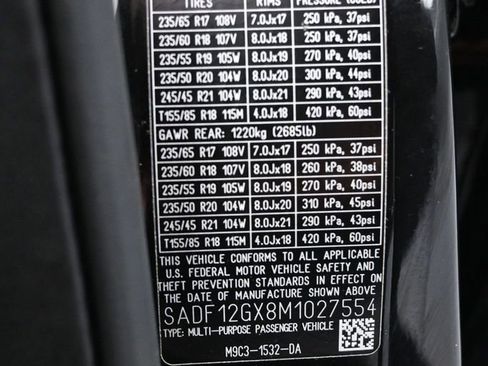 TIRES RIMS PRESSURE (COLD)
235/65 R17 108V 7.0Jx17 250 kPa, 37psi
235/60 R18 107V 8.0Jx18 250 kPa, 37psi
235/55 R19 105W 8.0Jx19 270 kPa, 40psi
235/50 R20 104W 8.0Jx20 300 kPa, 44psi
245/45 R21 104W 8.0Jx21 290 kPa, 43psi
T155/85 R18 115M 4.0Jx18 420 kPa, 60psi
GAWR REAR: 1220kg (2685lb)
235/65 R17 108V 7.0Jx17 250 kPa, 37psi
235/60 R18 107V 8.0Jx18 260 kPa, 38psi
235/55 R19 105W 8.0Jx19 270 kPa, 40psi
235/50 R20 104W 8.0Jx20 310 kPa, 45psi
245/45 R21 104W 8.0Jx21 290 kPa, 43psi
T155/85 R18 115M 4.0Jx18 420 kPa, 60psi
THIS VEHICLE CONFORMS TO ALL APPLICABLE
U.S. FEDERAL MOTOR VEHICLE SAFETY AND
THEFT PREVENTION STANDARDS IN EFFECT ON
THE DATE OF MANUFACTURE SHOWN ABOVE.
SADF12GX8M1027554
TYPE: MULTI-PURPOSE PASSENGER VEHICLE
M9C3-1532-DA